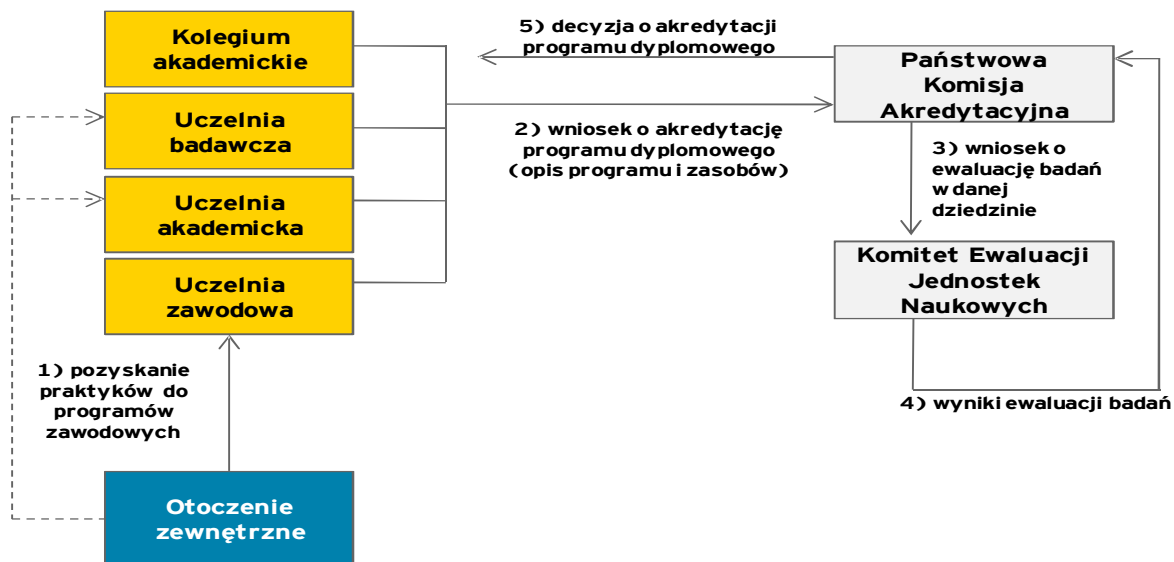 Kolegium
akademickie
Uczelnia
badawcza
Uczelnia
akademicka
Uczelnia
zawodowa
1) pozyskanie
praktyków do
programów
zawodowych
Otoczenie
zewnętrzne
5) decyzja o akredytacji
programu dyplomowego
2) wniosek o akredytację
programu dyplomowego
(opis programu i zasobów)
Państwowa
Komisja
Akredytacyjna
3) wniosek o
ewaluację badań
w danej
dziedzinie
Komitet Ewaluacji
Jednostek
Naukowych
4) wyniki ewaluacji badań